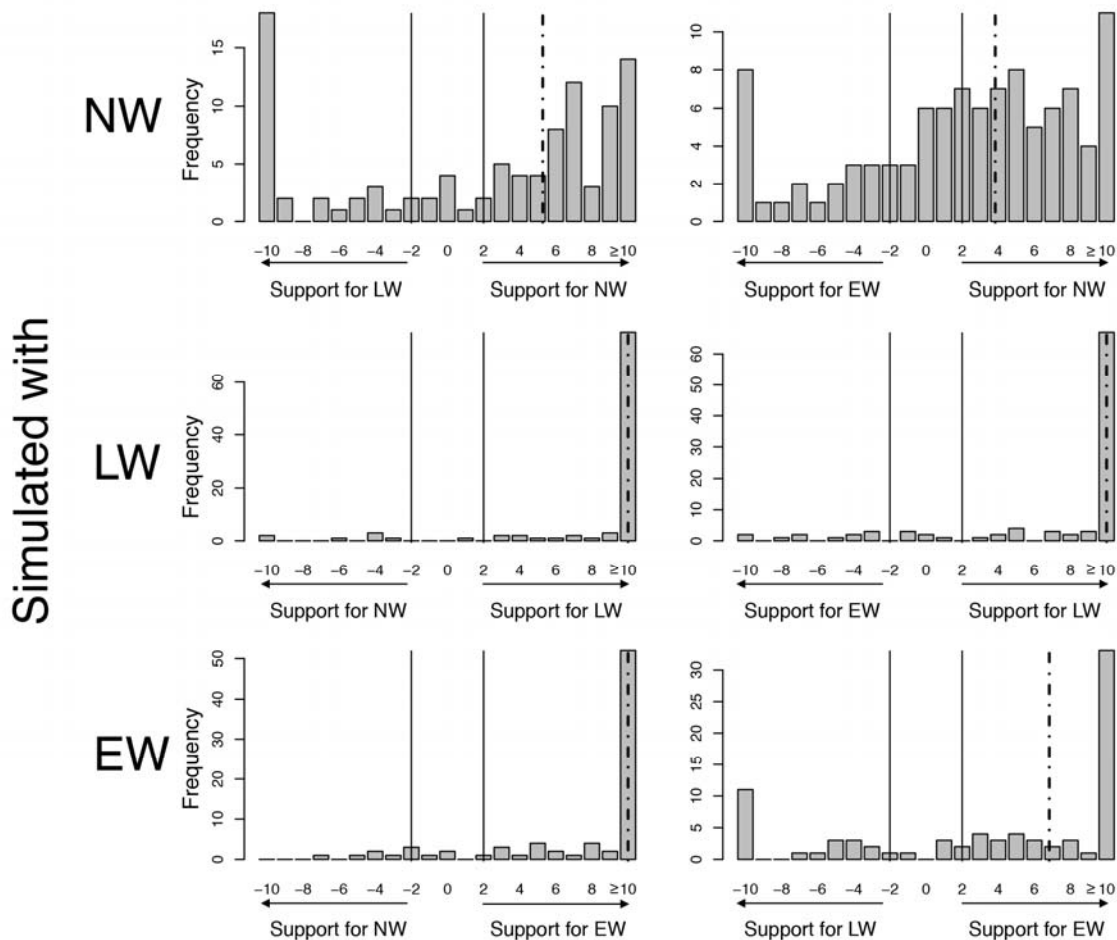 Simulated with
NW
Frequency
0 5 10 15
−10 −8 −6 −4 −2 0 2 4 6 8 ≥10
Support for LW Support for NW
0 2 4 6 8 10
−10 −8 −6 −4 −2 0 2 4 6 8 ≥10
Support for EW Support for NW
LW
Frequency
0 20 40 60
−10 −8 −6 −4 −2 0 2 4 6 8 ≥10
Support for NW Support for LW
0 10 20 30 40 50 60
−10 −8 −6 −4 −2 0 2 4 6 8 ≥10
Support for EW Support for LW
EW
Frequency
0 10 20 30 40 50
−10 −8 −6 −4 −2 0 2 4 6 8 ≥10
Support for NW Support for EW
0 5 10 15 20 25 30
−10 −8 −6 −4 −2 0 2 4 6 8 ≥10
Support for LW Support for EW